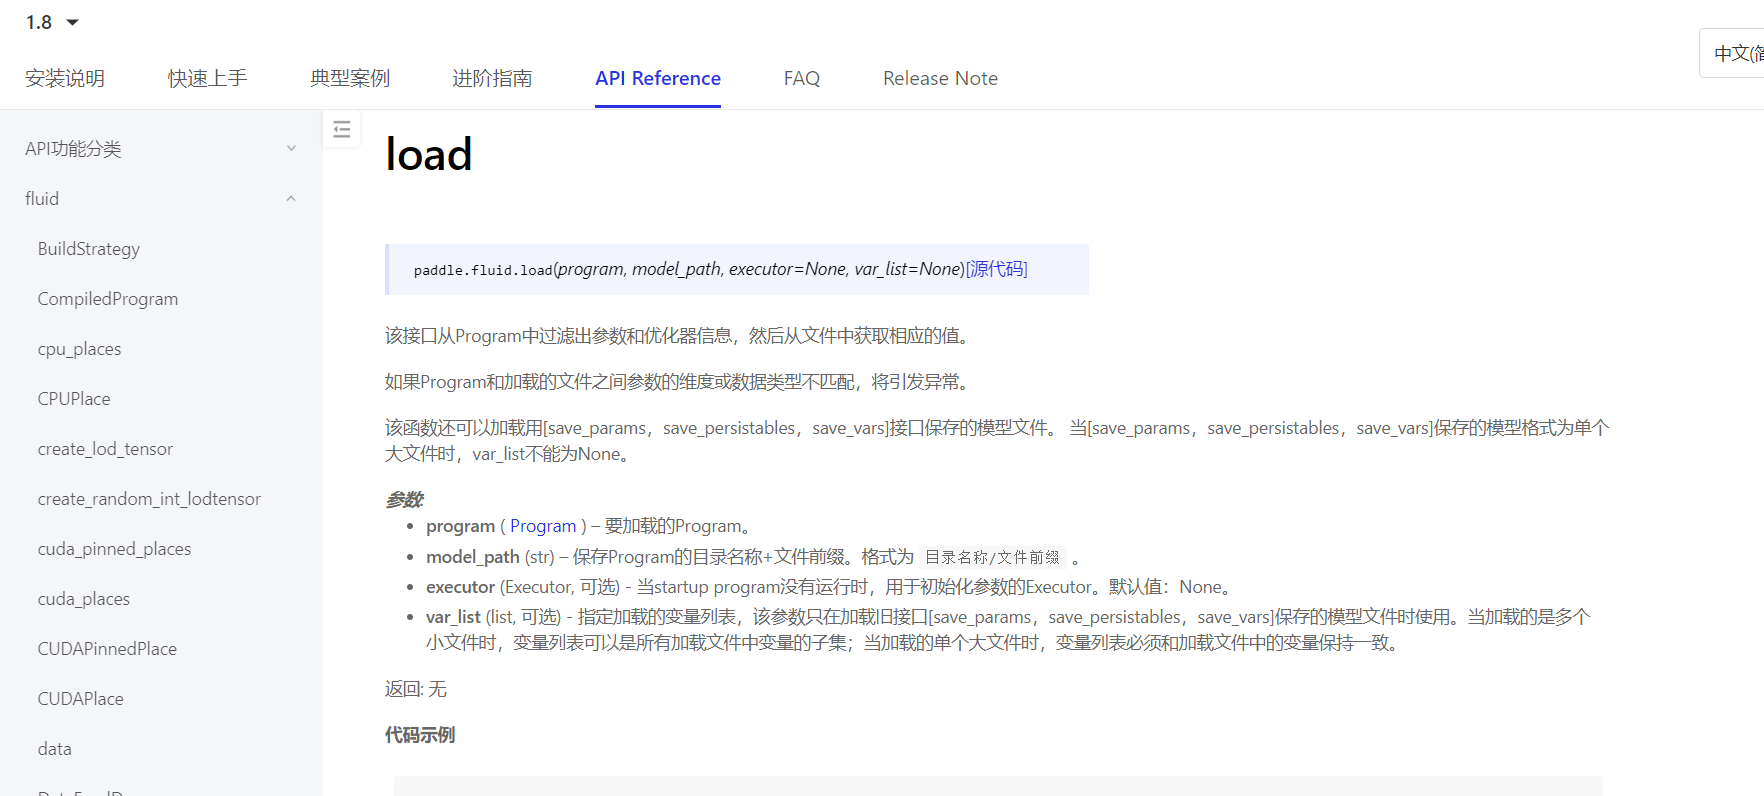 1.8
中文(简
安装说明 快速上手 典型案例 进阶指南 API Reference FAQ Release Note
API功能分类
fluid
BuildStrategy
CompiledProgram
cpu_places
CPUPlace
create_lod_tensor
create_random_int_lodtensor
cuda_pinned_places
cuda_places
CUDAPinnedPlace
CUDAPlace
data
load
paddle.fluid.load(program, model_path, executor=None, var_list=None)[源代码]
该接口从Program中过滤出参数和优化器信息，然后从文件中获取相应的值。
如果Program和加载的文件之间参数的维度或数据类型不匹配，将引发异常。
该函数还可以加载用[save_params，save_persistables，save_vars]接口保存的模型文件。 当[save_params，save_persistables，save_vars]保存的模型格式为单个
大文件时，var_list不能为None。
参数:
• program ( Program ) – 要加载的Program。
• model_path (str) – 保存Program的目录名称+文件前缀。格式为 目录名称/文件前缀 。
• executor (Executor, 可选) - 当startup program没有运行时，用于初始化参数的Executor。默认值：None。
• var_list (list, 可选) - 指定加载的变量列表，该参数只在加载旧接口[save_params，save_persistables，save_vars]保存的模型文件时使用。当加载的是多个
小文件时，变量列表可以是所有加载文件中变量的子集；当加载的单个大文件时，变量列表必须和加载文件中的变量保持一致。
返回: 无
代码示例